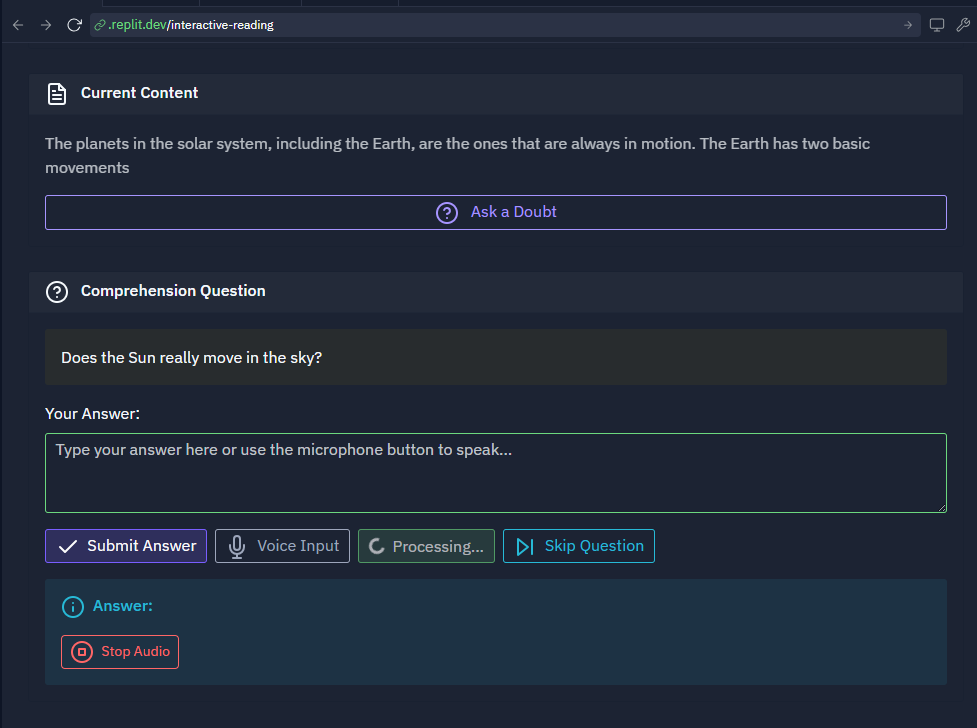 .replit.dev/interactive-reading
Current Content
The planets in the solar system, including the Earth, are the ones that are always in motion. The Earth has two basic
movements
Ask a Doubt
Comprehension Question
Does the Sun really move in the sky?
Your Answer:
Type your answer here or use the microphone button to speak...
Submit Answer Voice Input Processing... Skip Question
Answer:
Stop Audio